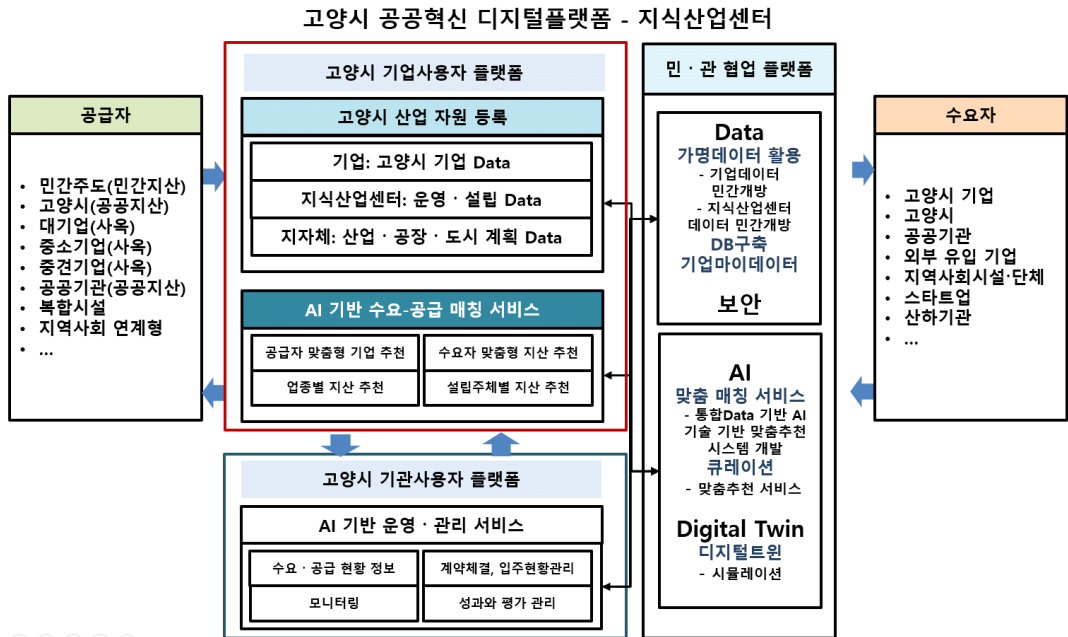 고양시 공공혁신 디지털플랫폼 - 지식산업센터
공급자
• 민간주도(민간지산)
• 고양시(공공지산)
• 대기업(사옥)
• 중소기업(사옥)
• 중견기업(사옥)
• 공공기관(공공지산)
• 복합시설
• 지역사회 연계형
• ...
고양시 기업사용자 플랫폼
고양시 산업 자원 등록
기업: 고양시 기업 Data
지식산업센터: 운영 · 설립 Data
지자체: 산업 · 공장 · 도시 계획 Data
AI 기반 수요-공급 매칭 서비스
공급자 맞춤형 기업 추천
수요자 맞춤형 지산 추천
업종별 지산 추천
설립주체별 지산 추천
고양시 기관사용자 플랫폼
AI 기반 운영 · 관리 서비스
수요 · 공급 현황 정보
계약체결, 입주현황관리
모니터링
성과와 평가 관리
민 · 관 협업 플랫폼
Data
가명데이터 활용
- 기업데이터
민간개방
- 지식산업센터
데이터 민간개방
DB구축
기업마이데이터
보안
AI
맞춤 매칭 서비스
- 통합Data 기반 AI
기술 기반 맞춤추천
시스템 개발
큐레이션
- 맞춤추천 서비스
Digital Twin
디지털트윈
- 시뮬레이션
수요자
• 고양시 기업
• 고양시
• 공공기관
• 외부 유입 기업
• 지역사회시설·단체
• 스타트업
• 산하기관
• ...